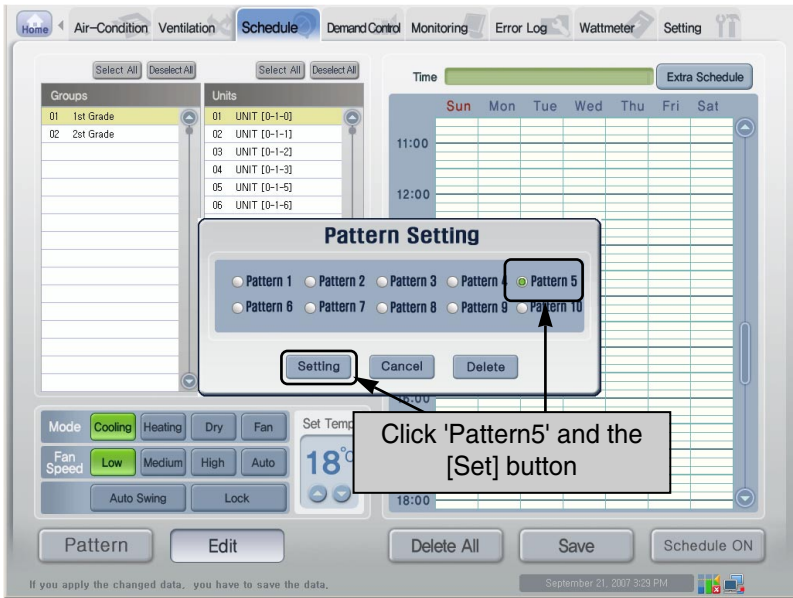 Home Air-Condition Ventilation Schedule Demand Control Monitoring Error Log Wattmeter Setting
Select All Deselect All Select All Deselect All
Time Extra Schedule
Groups Units
Sun Mon Tue Wed Thu Fri Sat
01 1st Grade 01 UNIT [0-1-0]
02 2st Grade 02 UNIT [0-1-1]
11:00
03 UNIT [0-1-2]
04 UNIT [0-1-3]
05 UNIT [0-1-5]
12:00
06 UNIT [0-1-6]
Pattern Setting
Pattern 1 Pattern 2 Pattern 3 Pattern 4 Pattern 5
Pattern 6 Pattern 7 Pattern 8 Pattern 9 Pattern 10
Setting Cancel Delete
16:00
Click 'Pattern5' and the
[Set] button
Mode Cooling Heating Dry Fan Set Temp
Fan Speed Low Medium High Auto 18°C
Auto Swing Lock
18:00
Pattern Edit Delete All Save Schedule ON
If you apply the changed data, you have to save the data.
September 21, 2007 3:29 PM